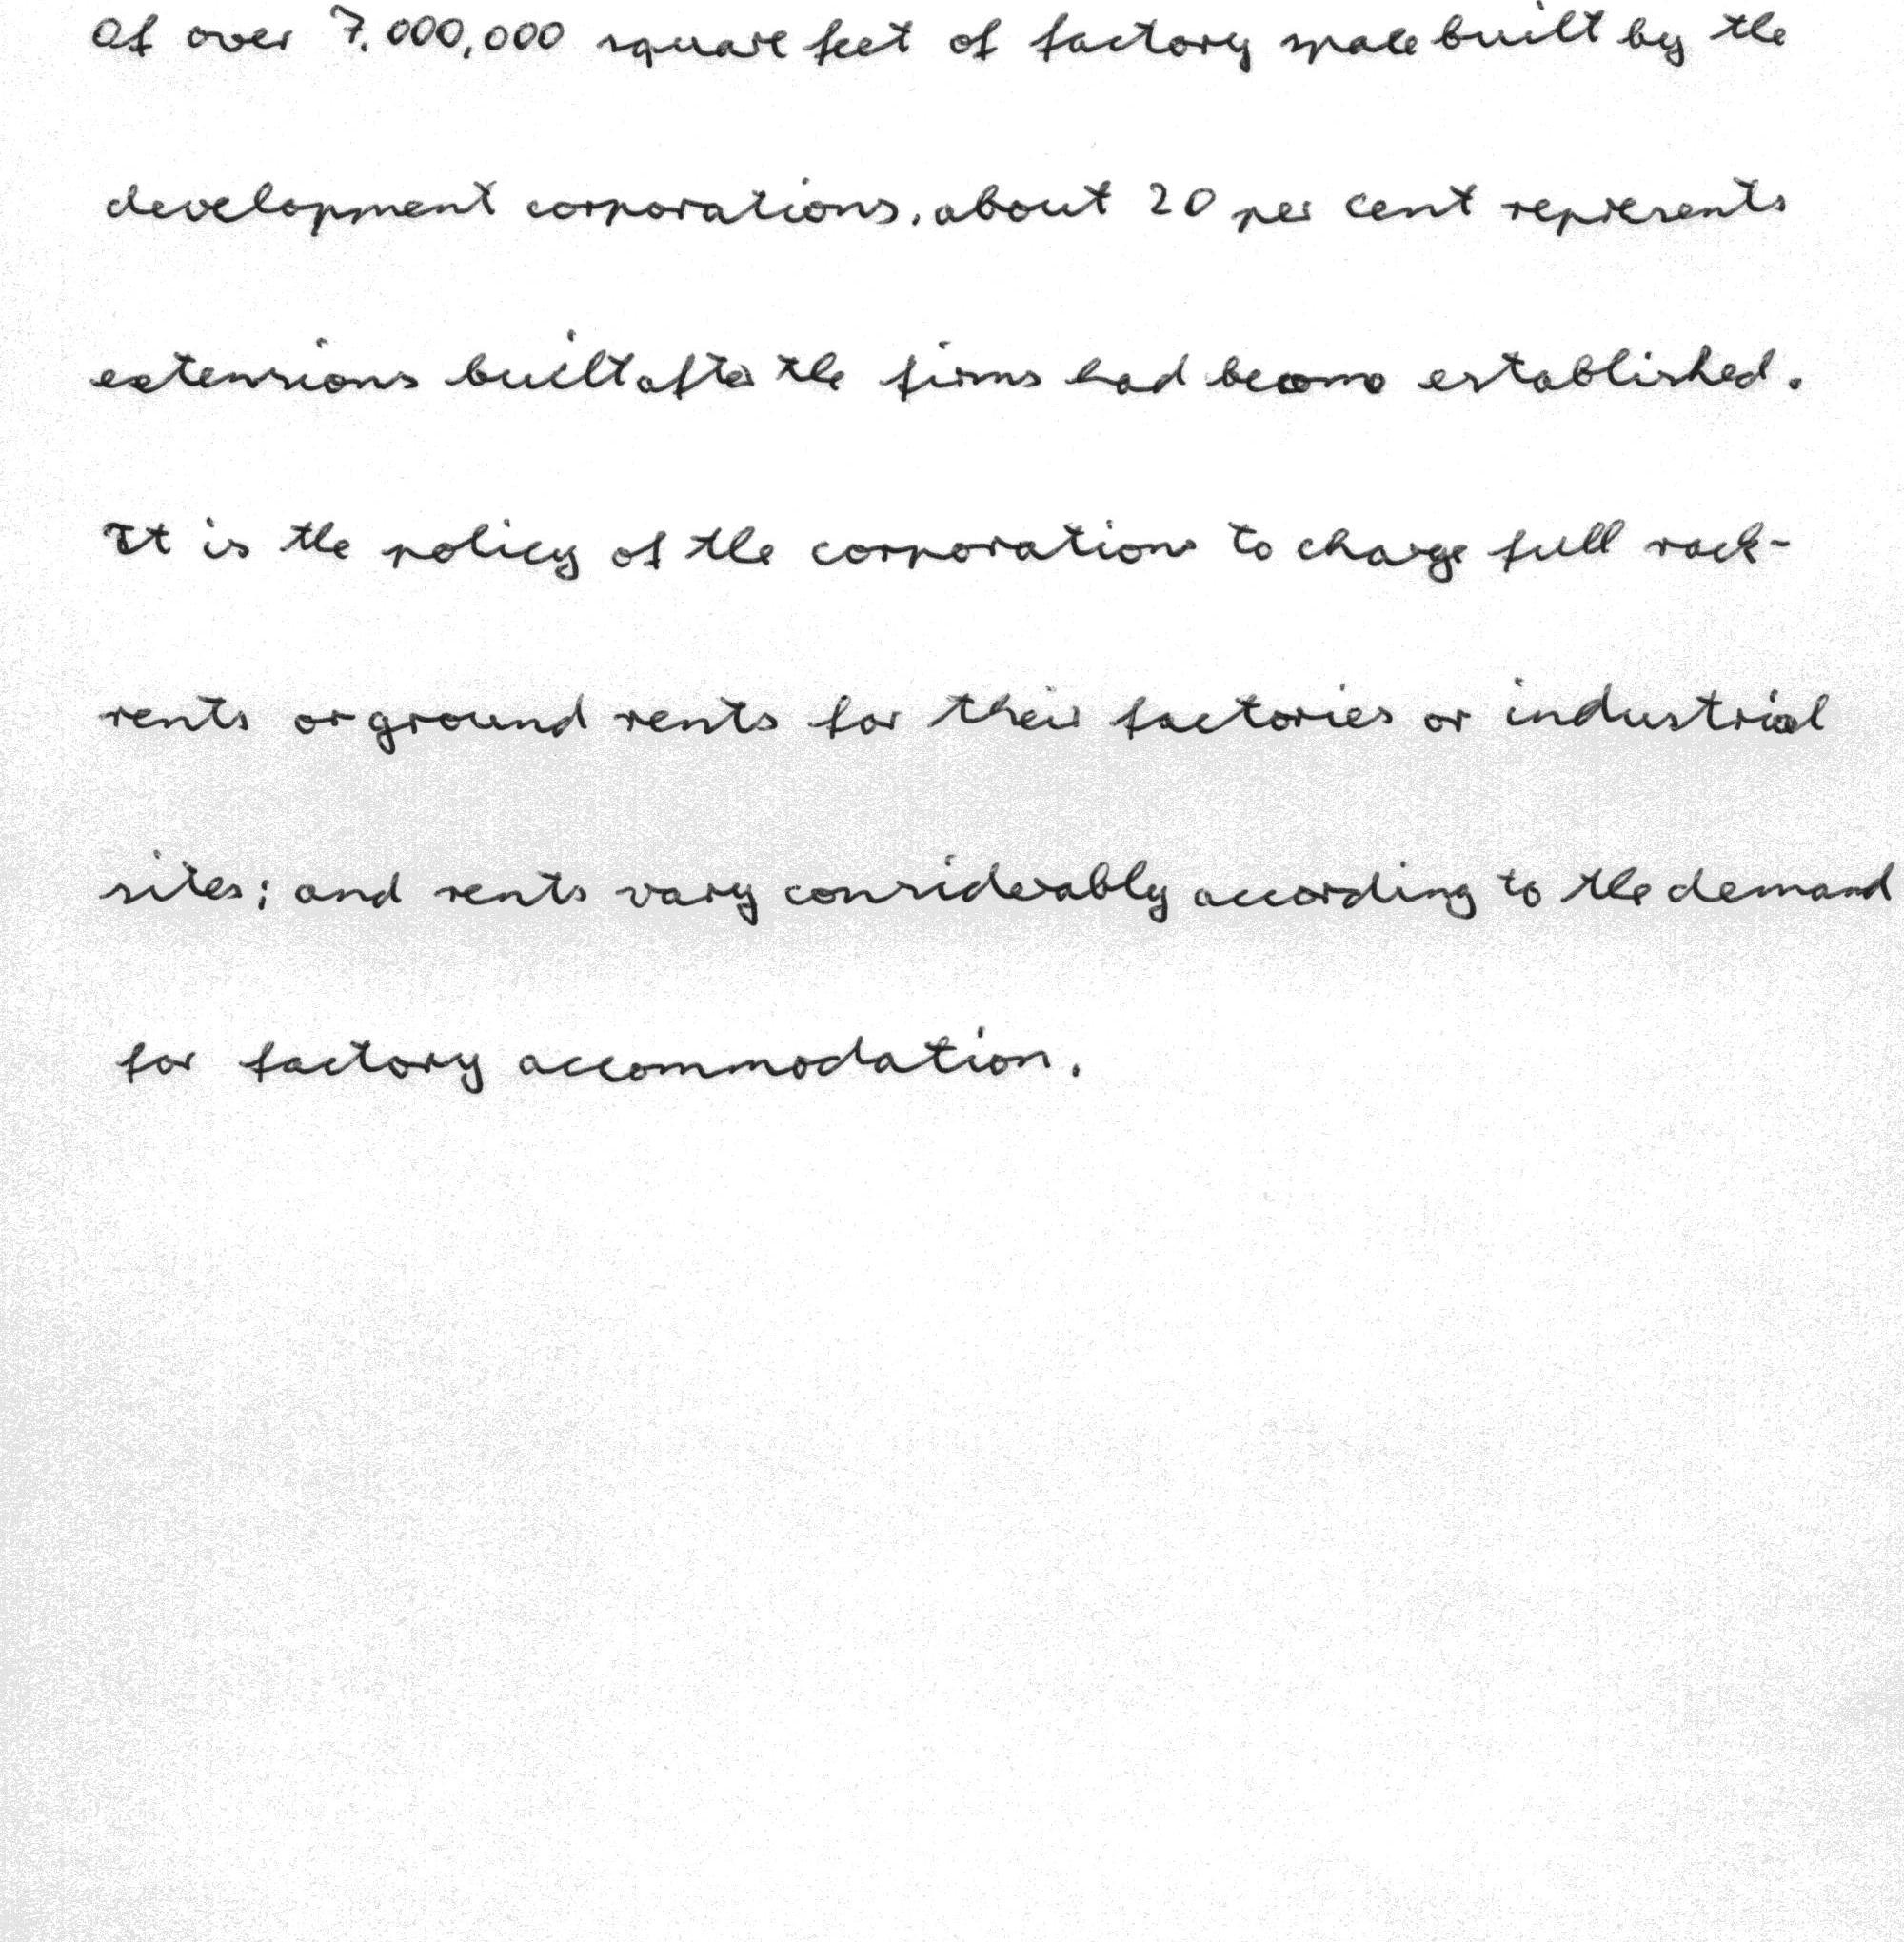 Of over 7,000,000 square feet of factory space built by the
development corporations, about 20 per cent represents
extensions built after the firms had become established.
It is the policy of the corporations to charge full rack-
rents or ground rents for their factories or industrial
sites; and rents vary considerably according to the demand
for factory accommodation.